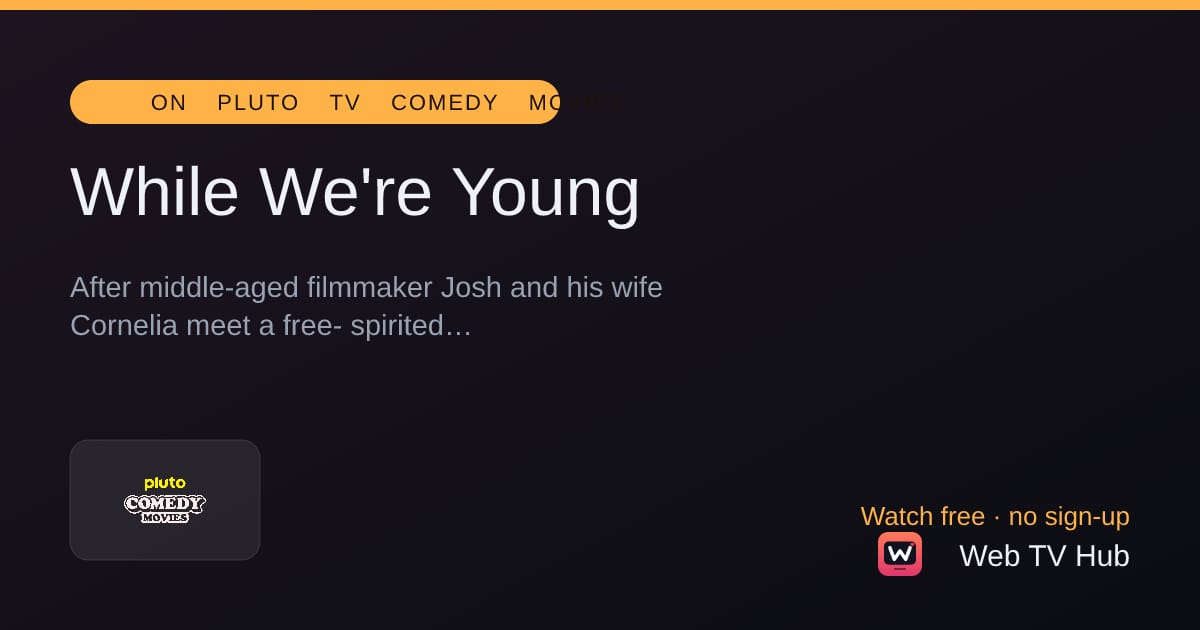 ON PLUTO TV COMEDY MOVIES
While We're Young
After middle-aged filmmaker Josh and his wife
Cornelia meet a free- spirited…
pluto
COMEDY
MOVIES
Watch free · no sign-up
W
Web TV Hub